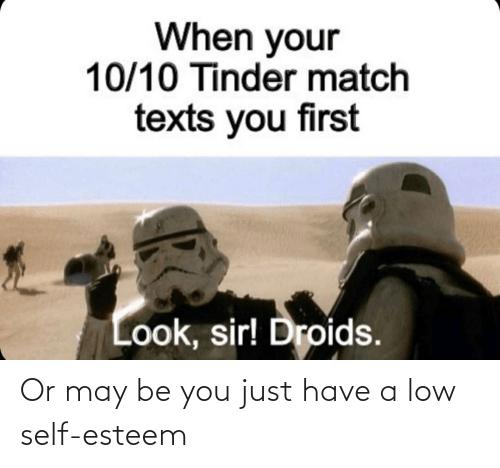 When your
10/10 Tinder match
texts you first
Look, sir! Droids.
Or may be you just have a low
self-esteem